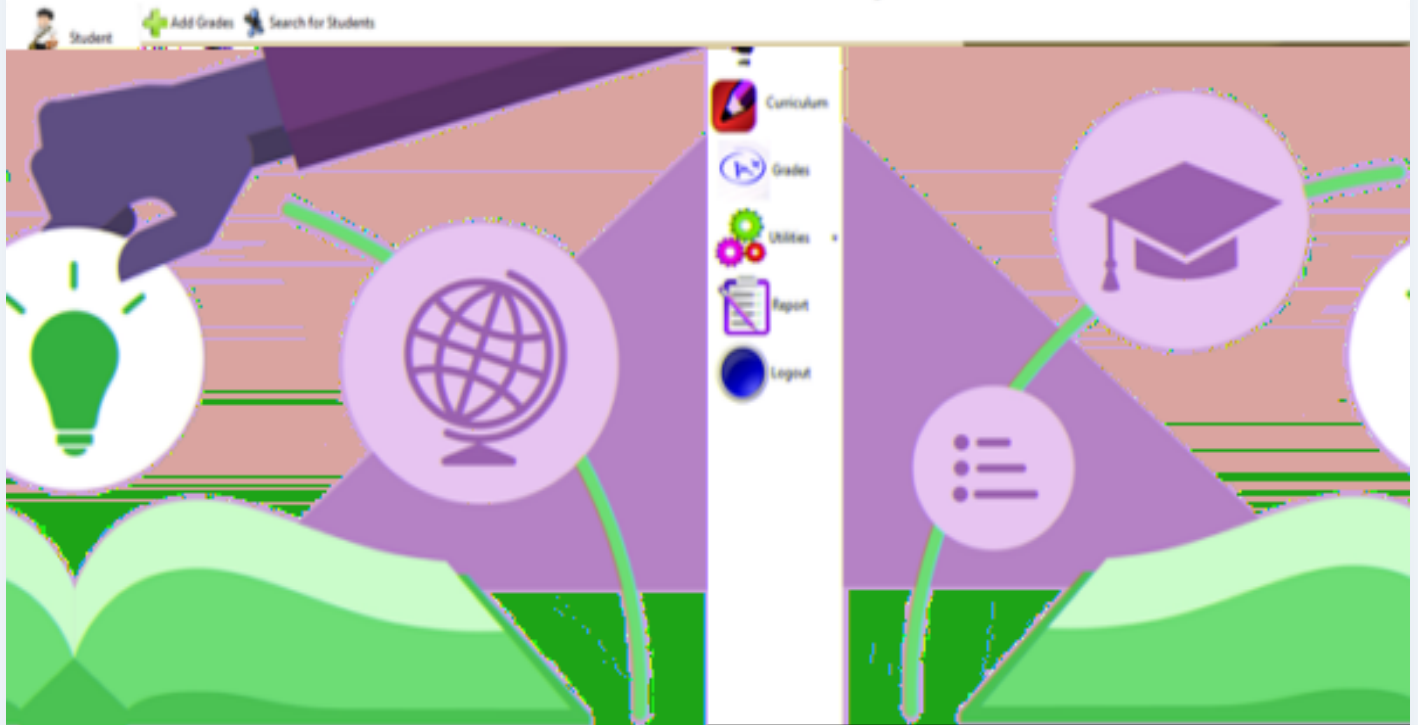 Student
Add Grades
Search for Students
Curriculum
Grades
Utilities
Report
Logout